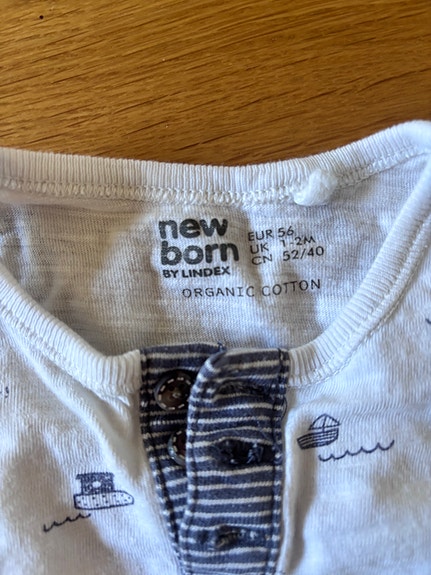 new
born
BY LINDEX
EUR 56
UK 1-2M
CN 52/40
ORGANIC COTTON